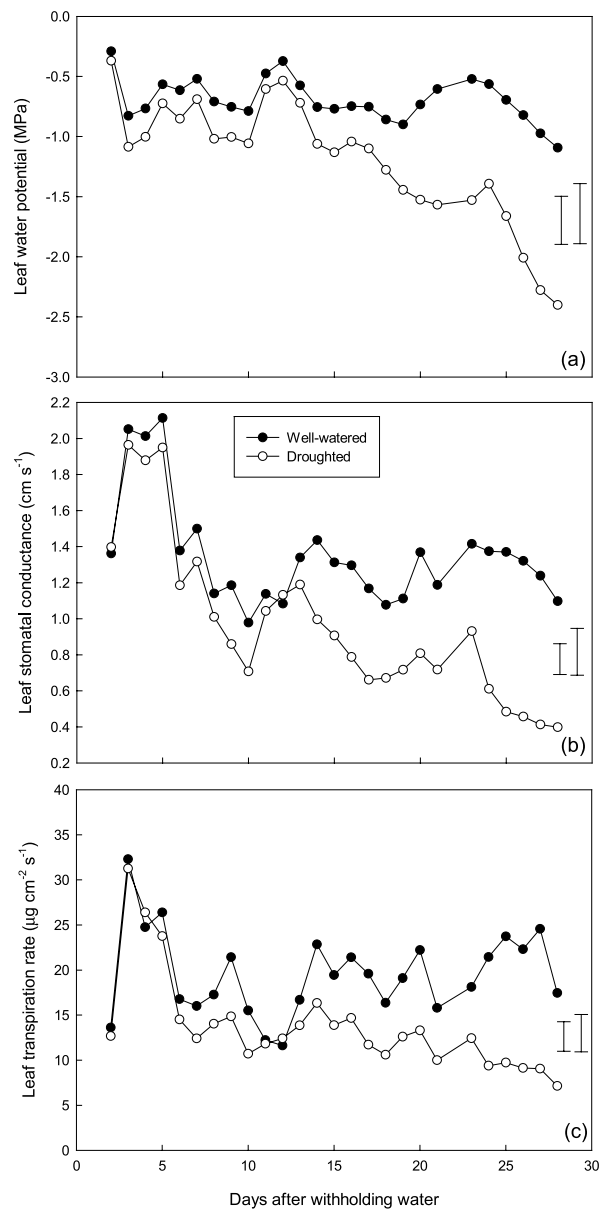 0.0
-0.5
-1.0
-1.5
-2.0
-2.5
-3.0
Leaf water potential (MPa)
(a)
2.2
2.0
1.8
1.6
1.4
1.2
1.0
0.8
0.6
0.4
0.2
Leaf stomatal conductance (cm s-1)
Well-watered
Droughted
(b)
40
35
30
25
20
15
10
5
0
Leaf transpiration rate (µg cm-2 s-1)
(c)
0 5 10 15 20 25 30
Days after withholding water